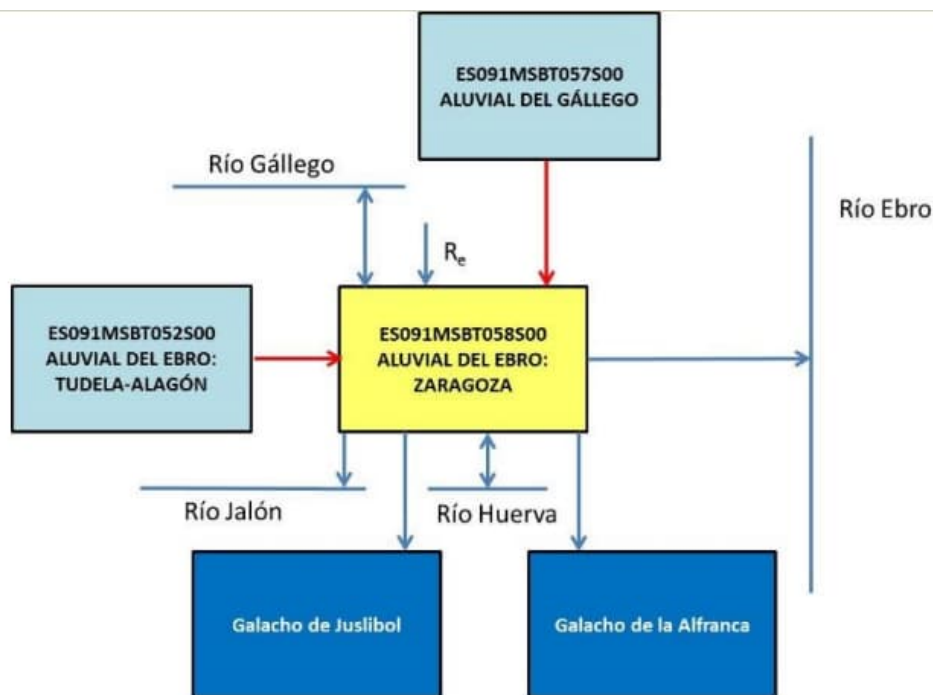 ES091MSBT057S00
ALUVIAL DEL GÁLLEGO
Río Gállego
Río Ebro
Re
ES091MSBT052S00
ALUVIAL DEL EBRO:
TUDELA-ALAGÓN
ES091MSBT058S00
ALUVIAL DEL EBRO:
ZARAGOZA
Río Jalón
Río Huerva
Galacho de Juslibol
Galacho de la Alfranca